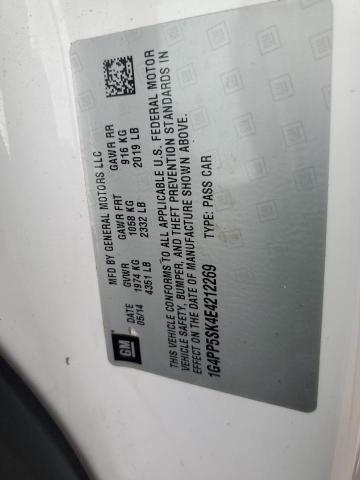 GM
MFD BY GENERAL MOTORS LLC
DATE GVWR GAWR FRT GAWR RR
05/14 1974 KG 1058 KG 916 KG
4351 LB 2332 LB 2019 LB
THIS VEHICLE CONFORMS TO ALL APPLICABLE U.S. FEDERAL MOTOR
VEHICLE SAFETY, BUMPER, AND THEFT PREVENTION STANDARDS IN
EFFECT ON THE DATE OF MANUFACTURE SHOWN ABOVE.
1G4PP5SK4E4212269 TYPE: PASS CAR